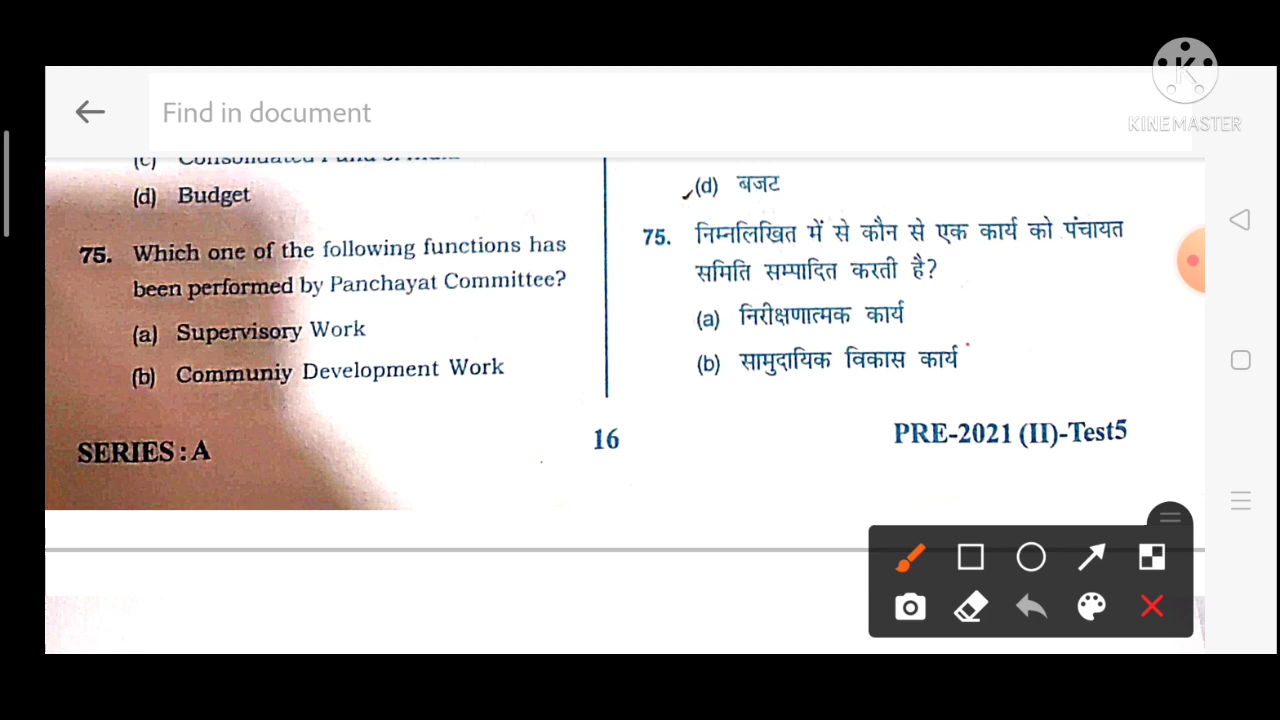 KINEMASTER
Find in document
(d) Budget
75. Which one of the following functions has
been performed by Panchayat Committee?
(a) Supervisory Work
(b) Communiy Development Work
(d) बजट
75. निम्नलिखित में से कौन से एक कार्य को पंचायत
समिति सम्पादित करती है?
(a) निरीक्षणात्मक कार्य
(b) सामुदायिक विकास कार्य
SERIES : A
16
PRE-2021 (II)-Test5